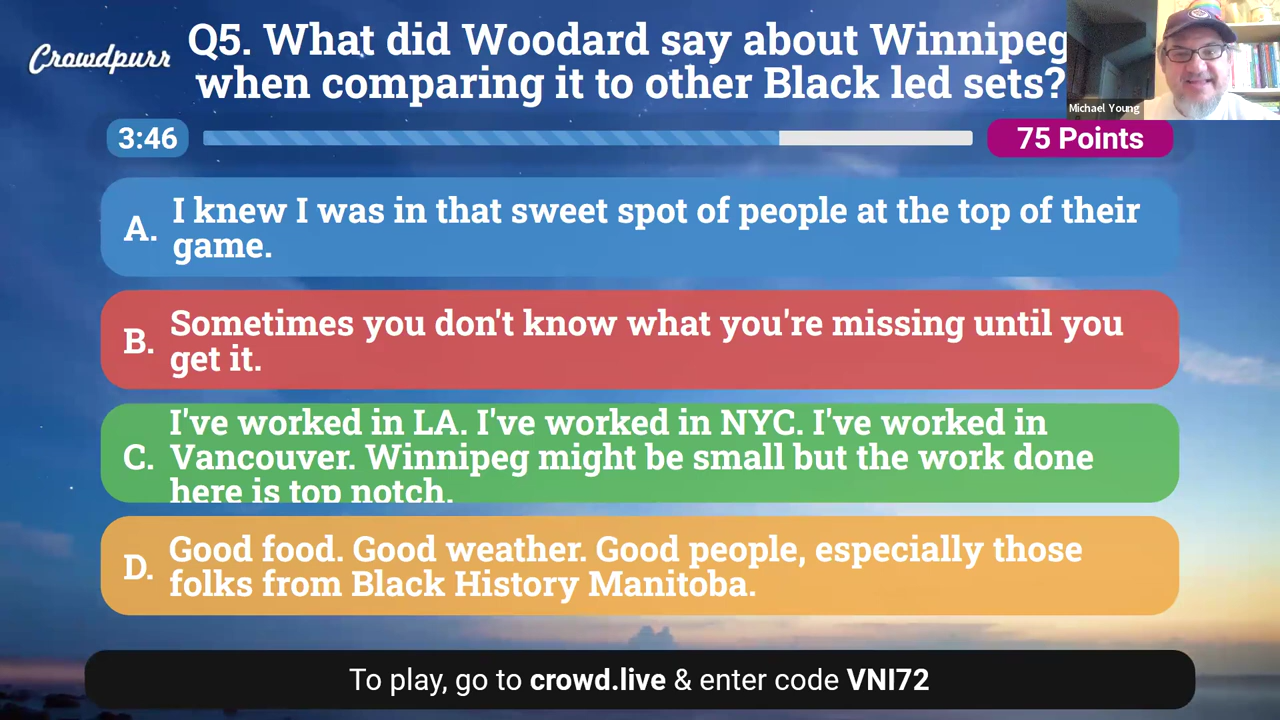 Crowdpurr
Q5. What did Woodard say about Winnipeg
when comparing it to other Black led sets?
Michael Young
3:46
75 Points
A. I knew I was in that sweet spot of people at the top of their
game.
B. Sometimes you don't know what you're missing until you
get it.
C. I've worked in LA. I've worked in NYC. I've worked in
Vancouver. Winnipeg might be small but the work done
here is top notch.
D. Good food. Good weather. Good people, especially those
folks from Black History Manitoba.
To play, go to crowd.live & enter code VNI72